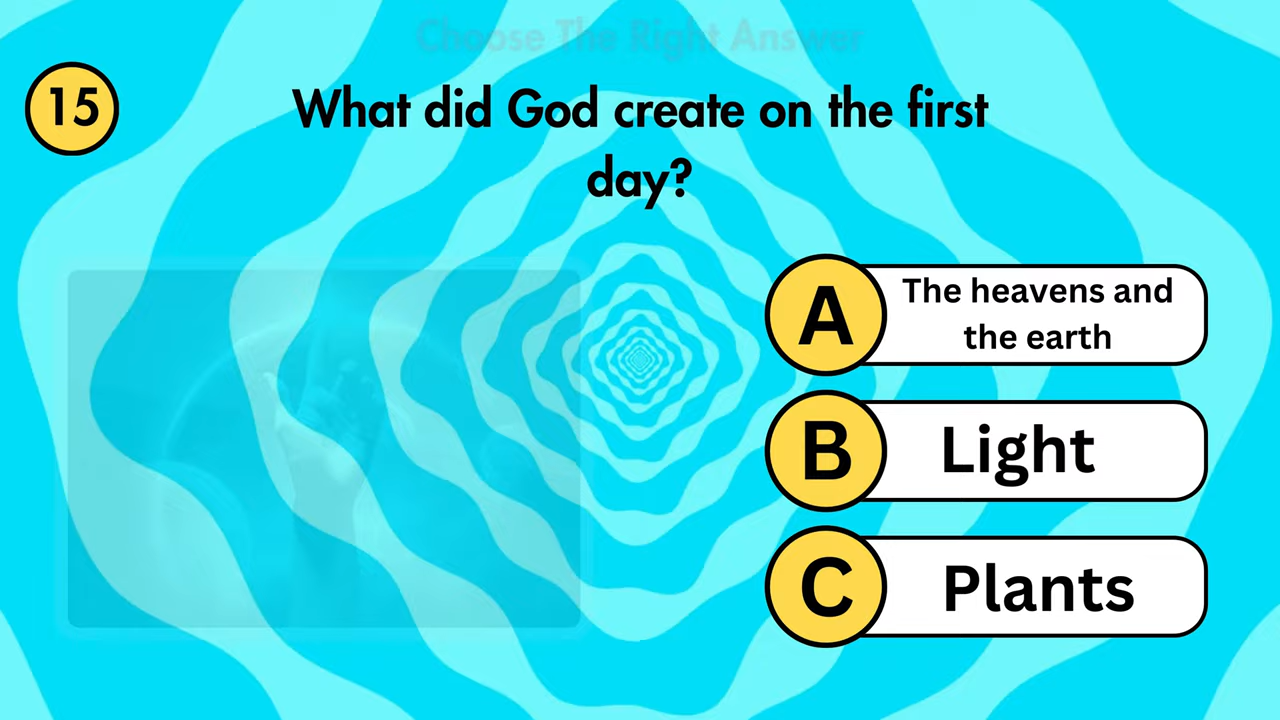 Choose The Right Answer
15
What did God create on the first
day?
A
The heavens and
the earth
B
Light
C
Plants